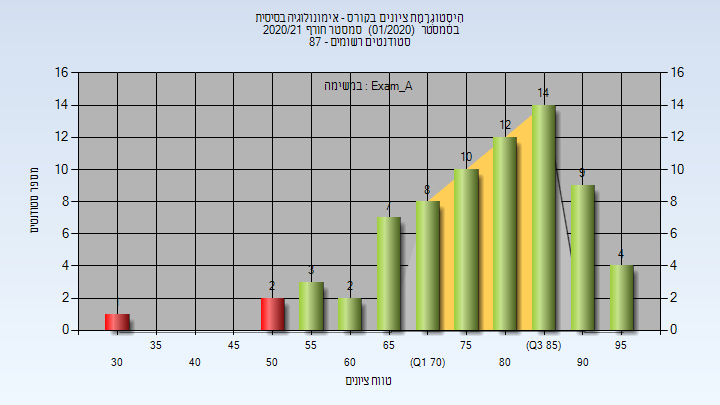 הִיסְטוֹגְרָמַת ציונים בקורס - אימונולוגיה בסיסית
בסמסטר (01/2020) סמסטר חורף 2020/21
סטודנטים רשומים - 87
במשימה : Exam_A
מספר סטודנטים
16 14 12 10 8 6 4 2 0
2 3 2 7 8 10 12 14 9 4
16 14 12 10 8 6 4 2 0
35 45 55 65 75 (Q3 85) 95
30 40 50 60 (Q1 70) 80 90
טווח ציונים